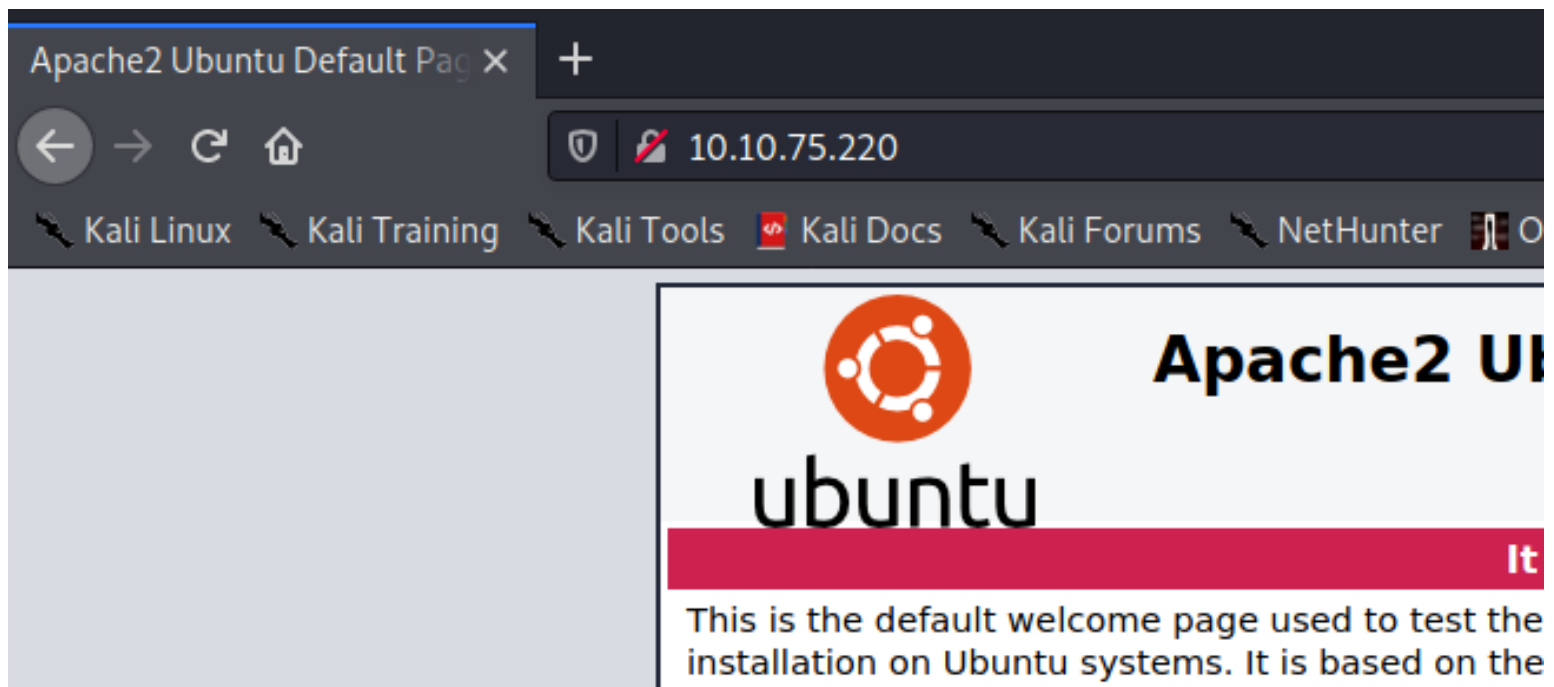 Apache2 Ubuntu Default Pag
10.10.75.220
Kali Linux Kali Training Kali Tools Kali Docs Kali Forums NetHunter O
ubuntu
Apache2 Ub
It
This is the default welcome page used to test the
installation on Ubuntu systems. It is based on the